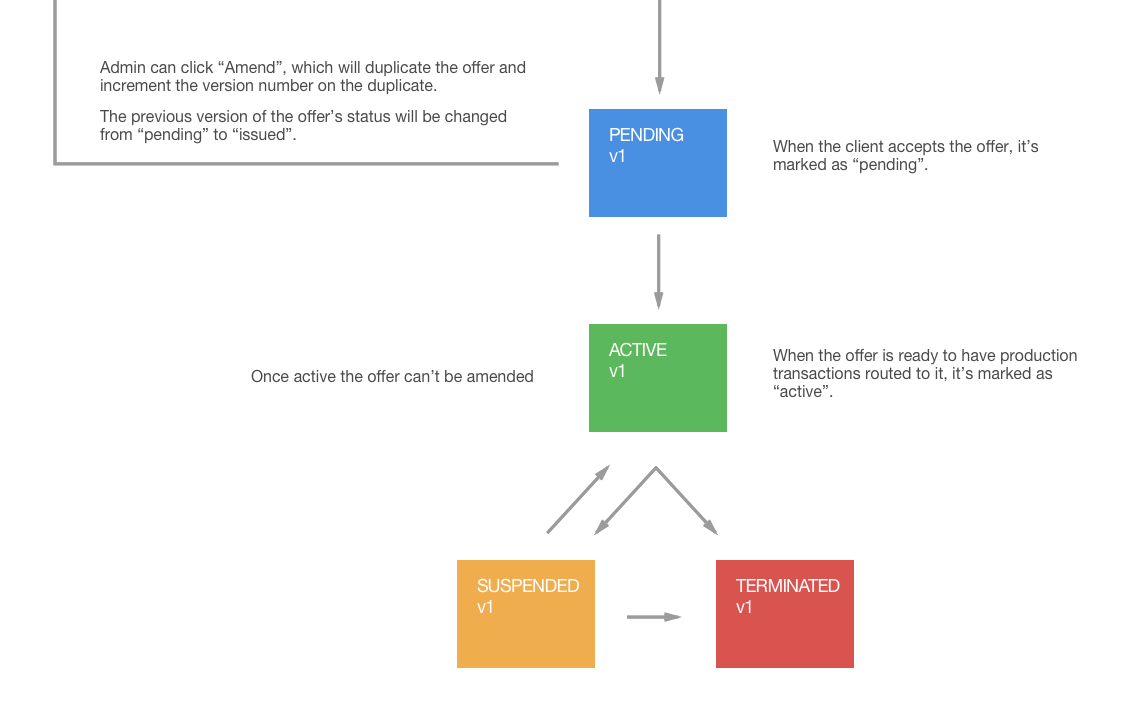 Admin can click “Amend”, which will duplicate the offer and
increment the version number on the duplicate.
The previous version of the offer’s status will be changed
from “pending” to “issued”.
PENDING
v1
When the client accepts the offer, it’s
marked as “pending”.
Once active the offer can’t be amended
ACTIVE
v1
When the offer is ready to have production
transactions routed to it, it’s marked as
“active”.
SUSPENDED
v1
TERMINATED
v1